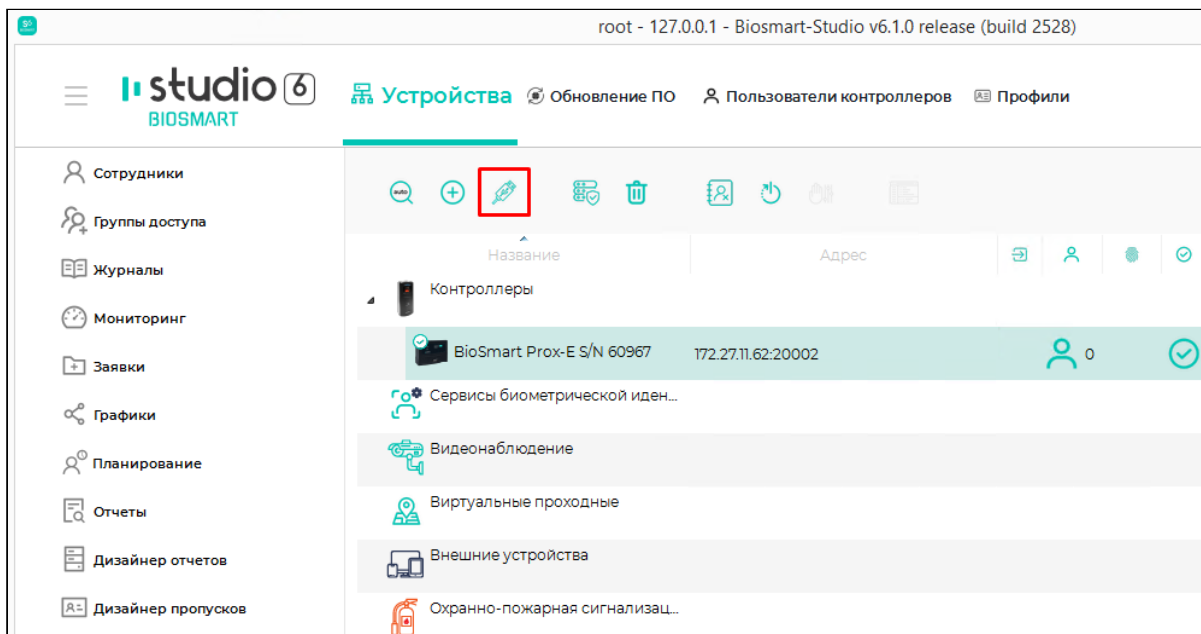 root - 127.0.0.1 - Biosmart-Studio v6.1.0 release (build 2528)
studio 6
BIOSMART
Устройства
Обновление ПО
Пользователи контроллеров
Профили
Сотрудники
Группы доступа
Журналы
Мониторинг
Заявки
Графики
Планирование
Отчеты
Дизайнер отчетов
Дизайнер пропусков
auto
Название
Адрес
Контроллеры
BioSmart Prox-E S/N 60967
172.27.11.62:20002
0
Сервисы биометрической иден...
Видеонаблюдение
Виртуальные проходные
Внешние устройства
Охранно-пожарная сигнализац...